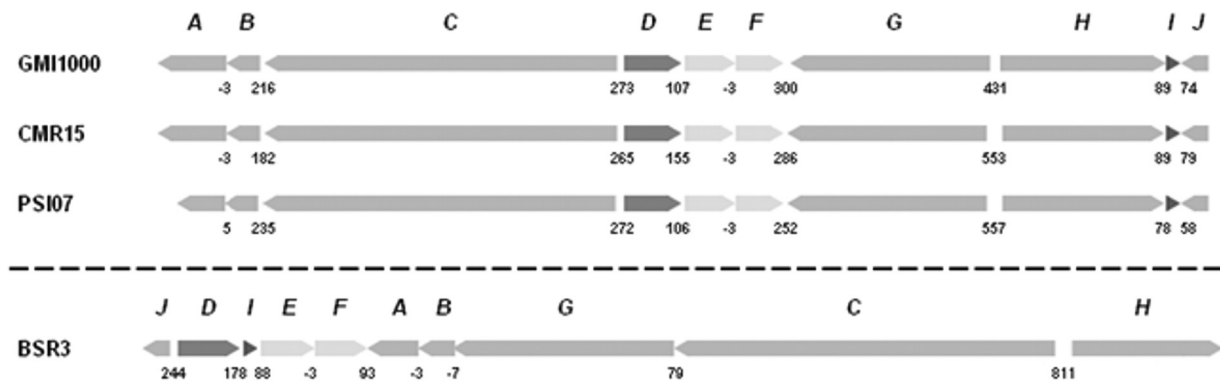 A B C D E F G H I J
GMI1000
-3 216 273 107 -3 300 431 89 74
CMR15
-3 182 265 155 -3 286 553 89 79
PSI07
5 235 272 106 -3 252 557 78 58
J D I E F A B G C H
BSR3
244 178 88 -3 93 -3 -7 79 811